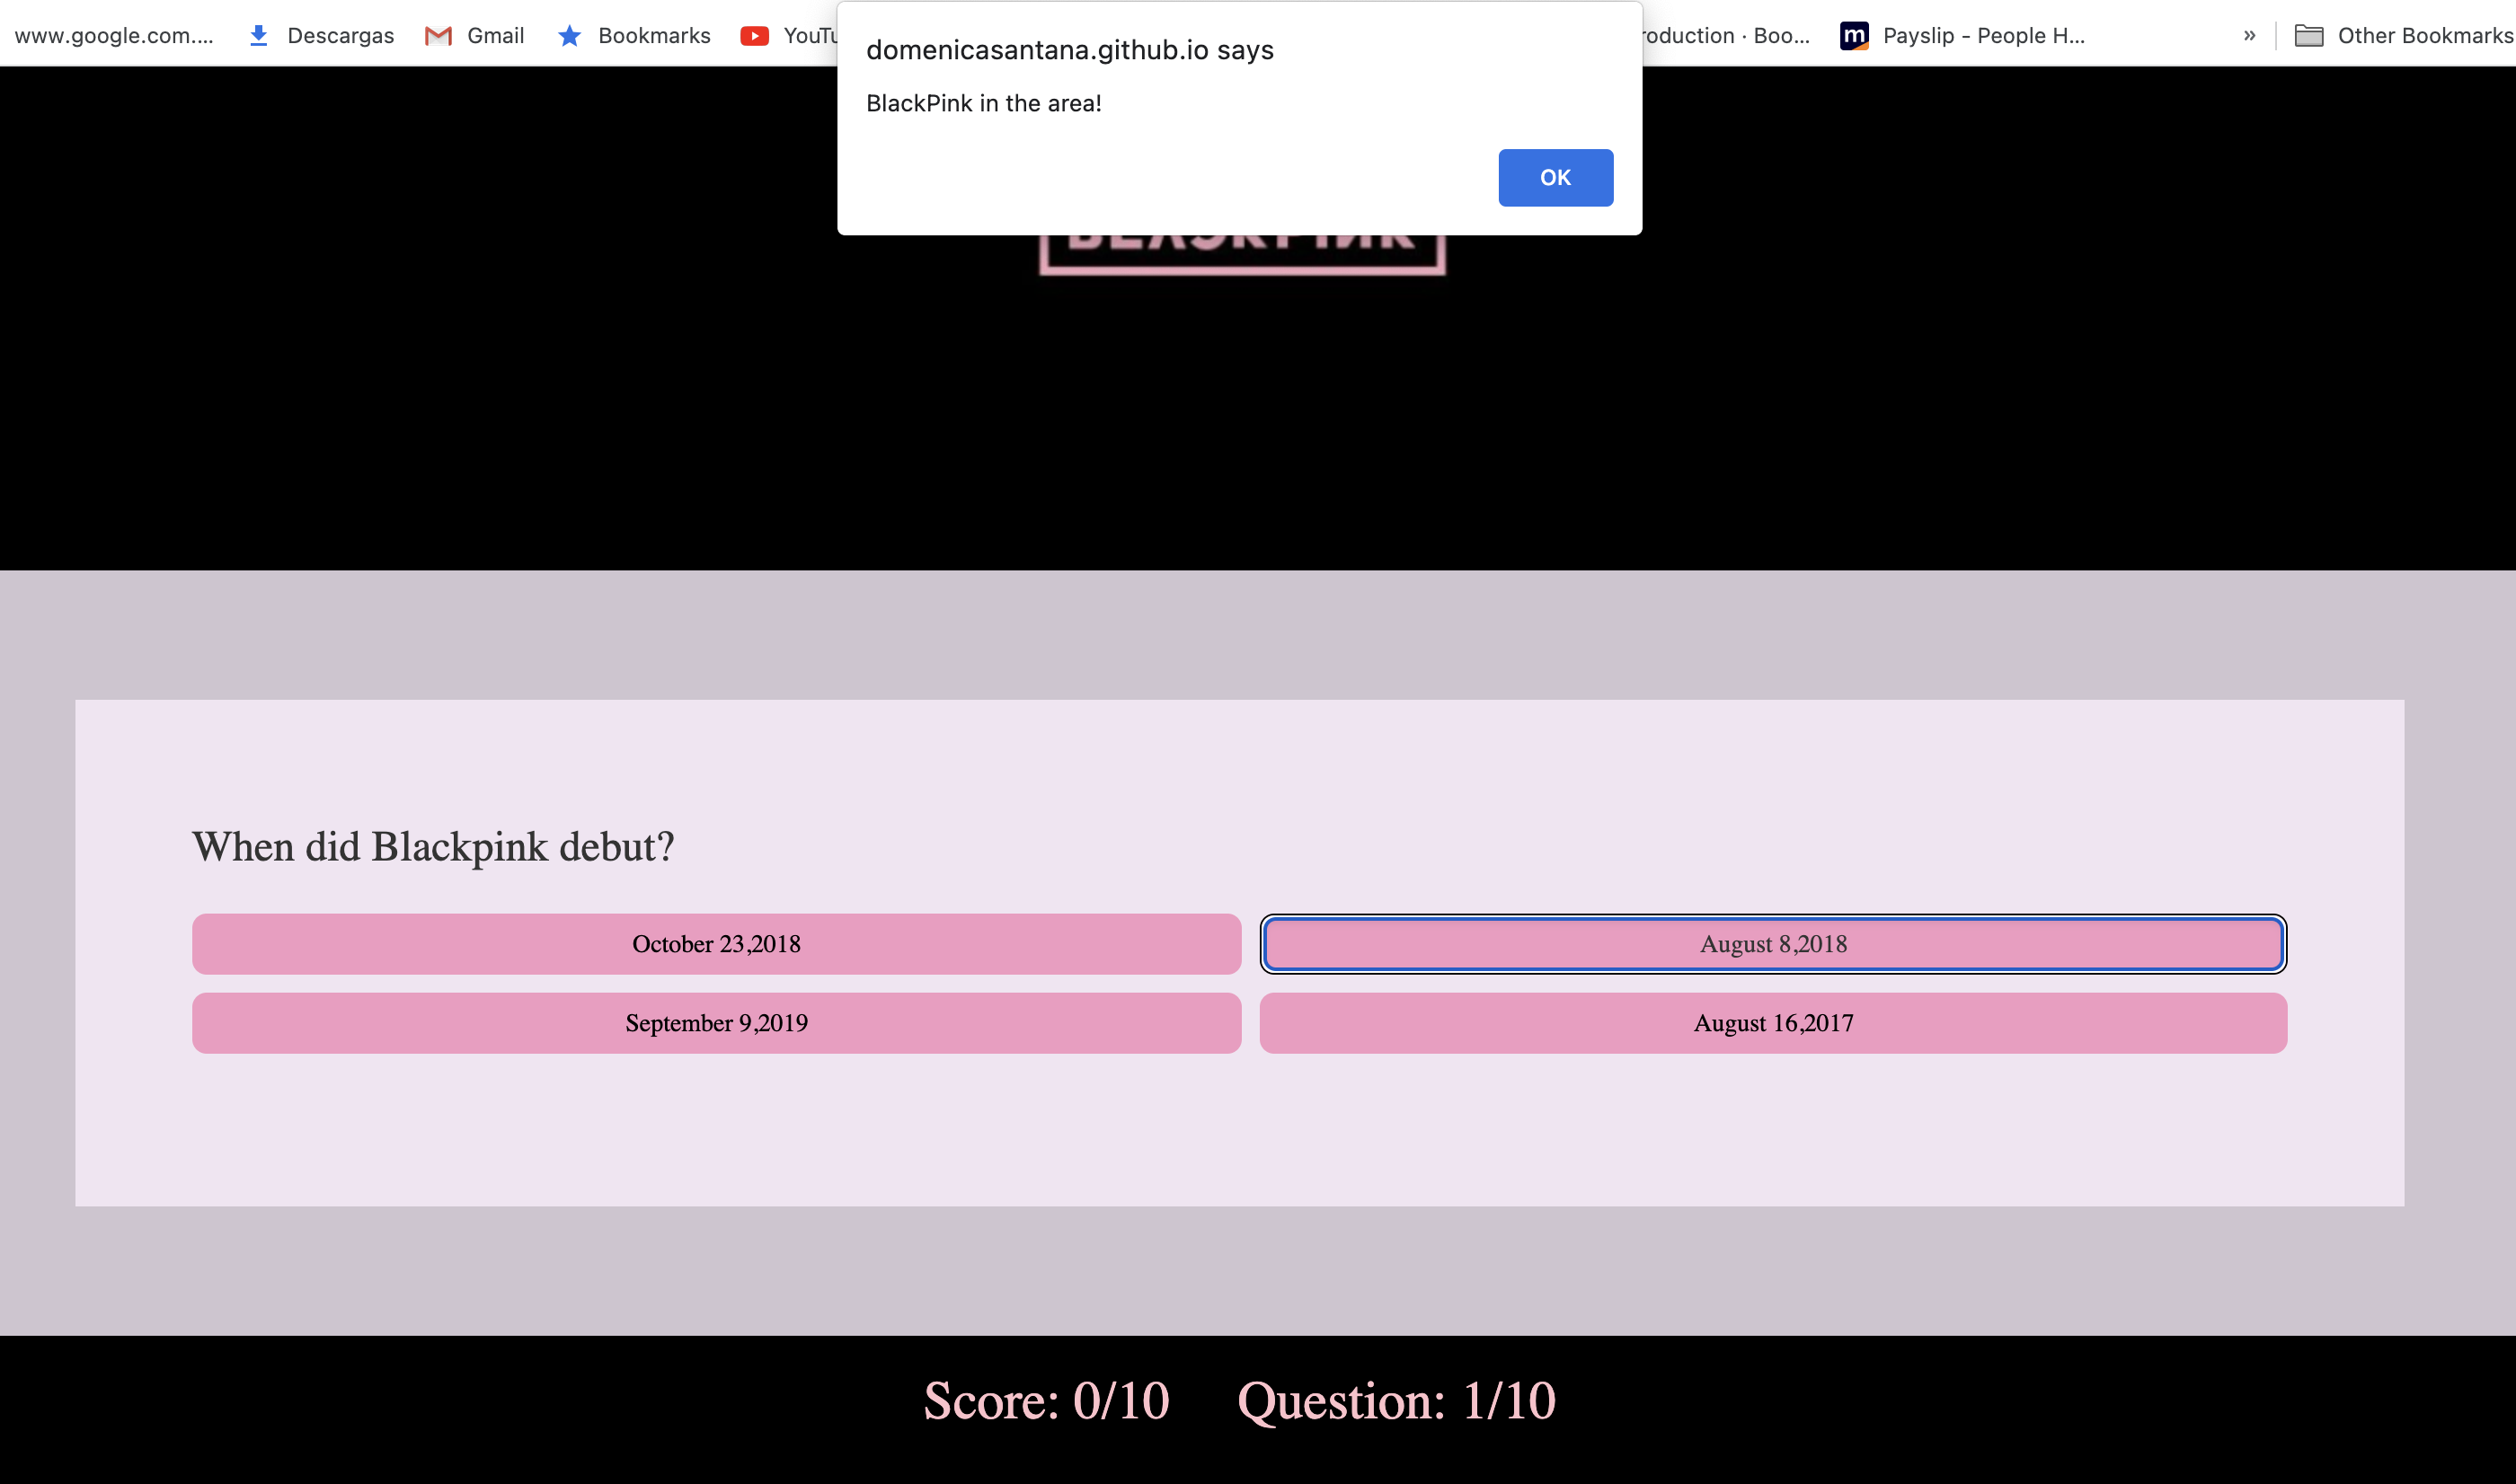 www.google.com.... Descargas Gmail Bookmarks YouTu roduction · Boo... m Payslip - People H... » Other Bookmarks
domenicasantana.github.io says
BlackPink in the area!
OK
BLACKPINK
When did Blackpink debut?
October 23,2018 August 8,2018
September 9,2019 August 16,2017
Score: 0/10 Question: 1/10